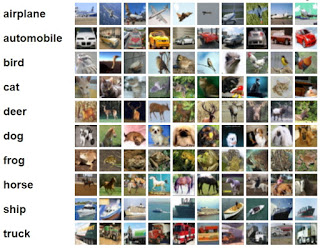 airplane
automobile
bird
cat
deer
dog
frog
horse
ship
truck